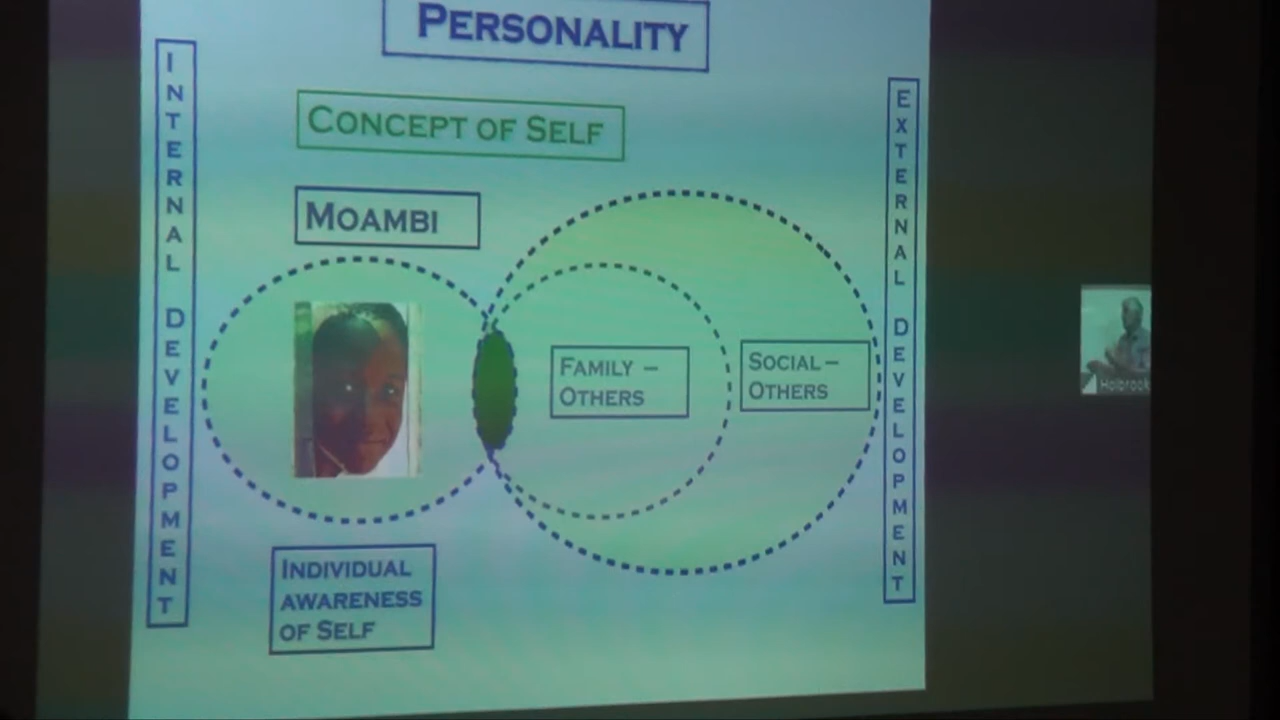 PERSONALITY
CONCEPT OF SELF
MOAMBI
INTERNAL DEVELOPMENT
EXTERNAL DEVELOPMENT
FAMILY –
OTHERS
SOCIAL –
OTHERS
INDIVIDUAL
AWARENESS
OF SELF
Holbrook